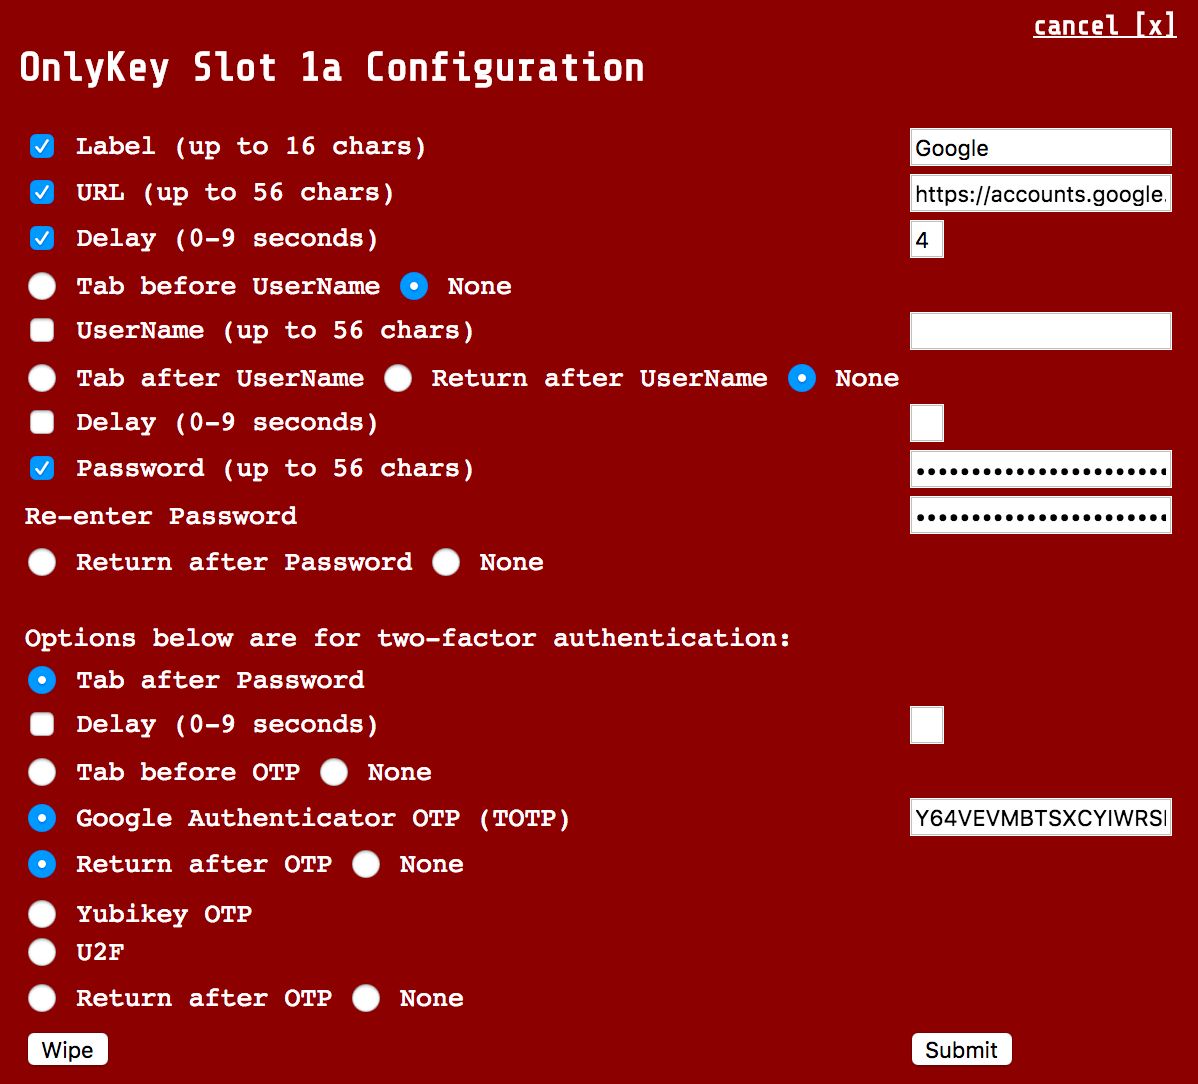 cancel [x]
OnlyKey Slot 1a Configuration
Label (up to 16 chars) Google
URL (up to 56 chars) https://accounts.google.
Delay (0-9 seconds) 4
Tab before UserName None
UserName (up to 56 chars)
Tab after UserName Return after UserName None
Delay (0-9 seconds)
Password (up to 56 chars) •••••••••••••••••••••••
Re-enter Password •••••••••••••••••••••••
Return after Password None
Options below are for two-factor authentication:
Tab after Password
Delay (0-9 seconds)
Tab before OTP None
Google Authenticator OTP (TOTP) Y64VEVMBTSXCYIWRS
Return after OTP None
Yubikey OTP
U2F
Return after OTP None
Wipe Submit